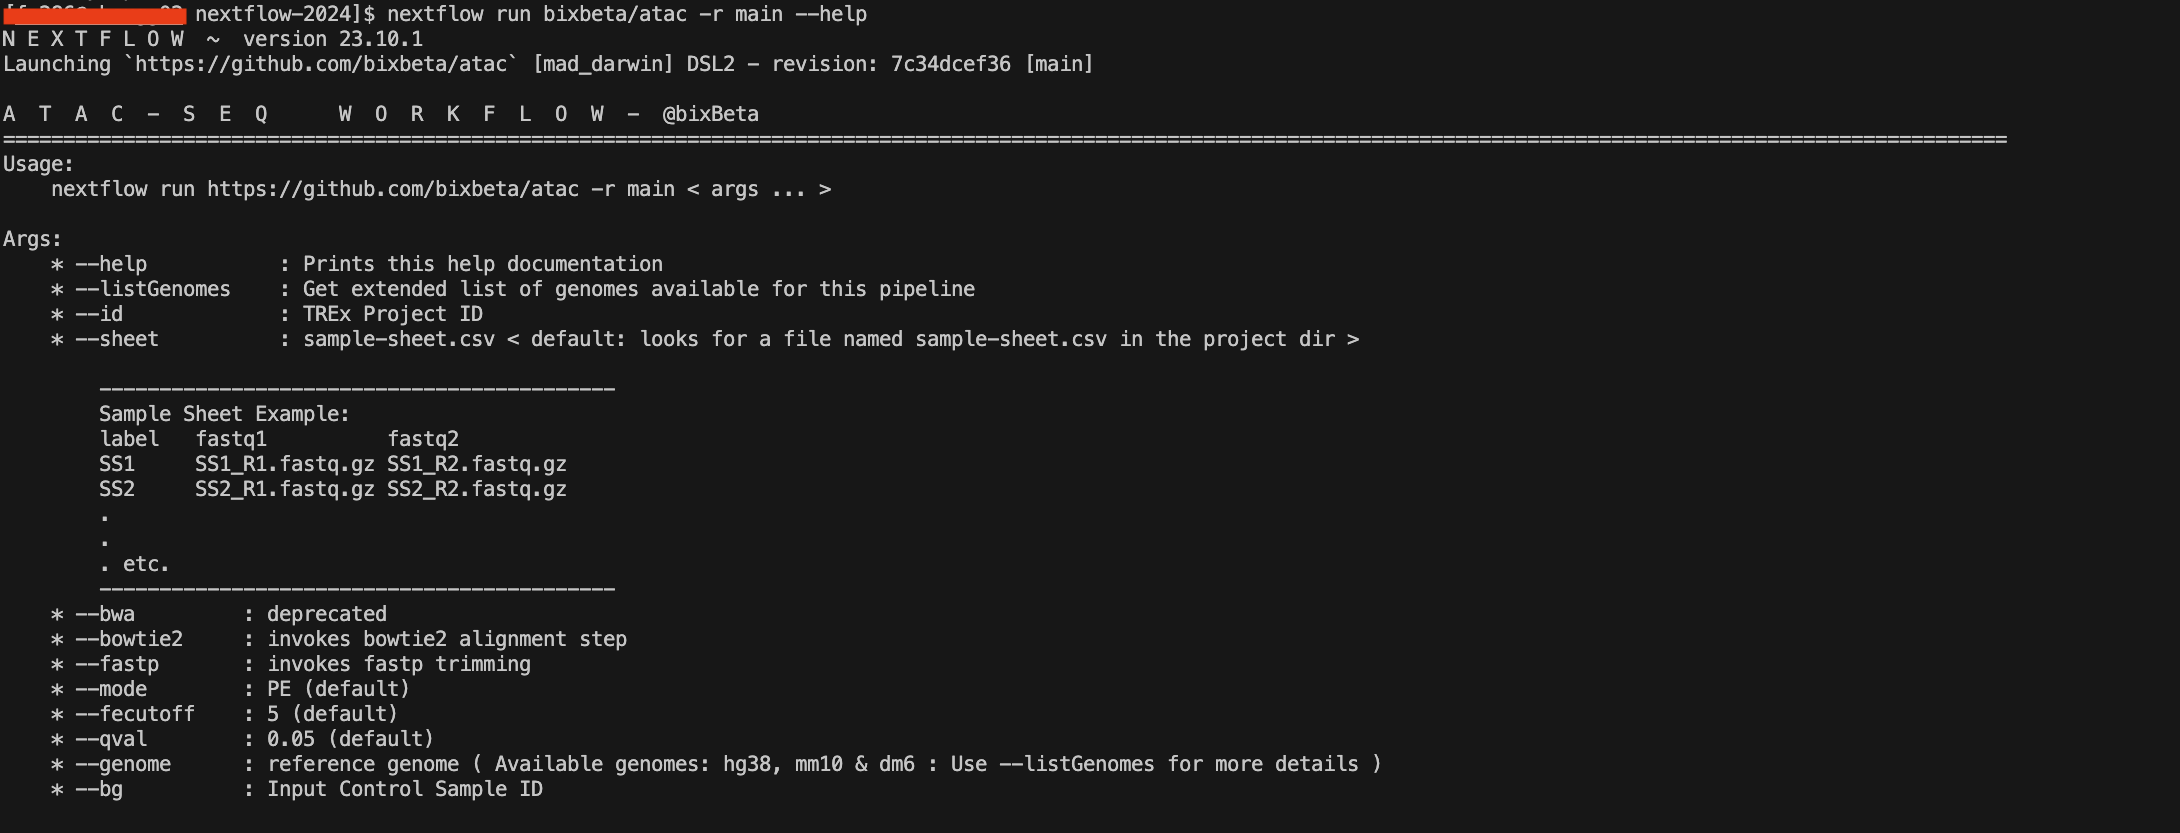 nextflow-2024]$ nextflow run bixbeta/atac -r main --help
N E X T F L O W  ~  version 23.10.1
Launching `https://github.com/bixbeta/atac` [mad_darwin] DSL2 - revision: 7c34dcef36 [main]
A  T  A  C  -  S  E  Q      W  O  R  K  F  L  O  W  -  @bixBeta
=======================================================================================================================================================================
Usage:
    nextflow run https://github.com/bixbeta/atac -r main < args ... >
Args:
    * --help           : Prints this help documentation
    * --listGenomes    : Get extended list of genomes available for this pipeline
    * --id             : TREx Project ID
    * --sheet          : sample-sheet.csv < default: looks for a file named sample-sheet.csv in the project dir >
        -------------------------------------------
        Sample Sheet Example:
        label   fastq1          fastq2
        SS1     SS1_R1.fastq.gz SS1_R2.fastq.gz
        SS2     SS2_R1.fastq.gz SS2_R2.fastq.gz
        .
        .
        . etc.
        -------------------------------------------
    * --bwa         : deprecated
    * --bowtie2     : invokes bowtie2 alignment step
    * --fastp       : invokes fastp trimming
    * --mode        : PE (default)
    * --fecutoff    : 5 (default)
    * --qval        : 0.05 (default)
    * --genome      : reference genome ( Available genomes: hg38, mm10 & dm6 : Use --listGenomes for more details )
    * --bg          : Input Control Sample ID